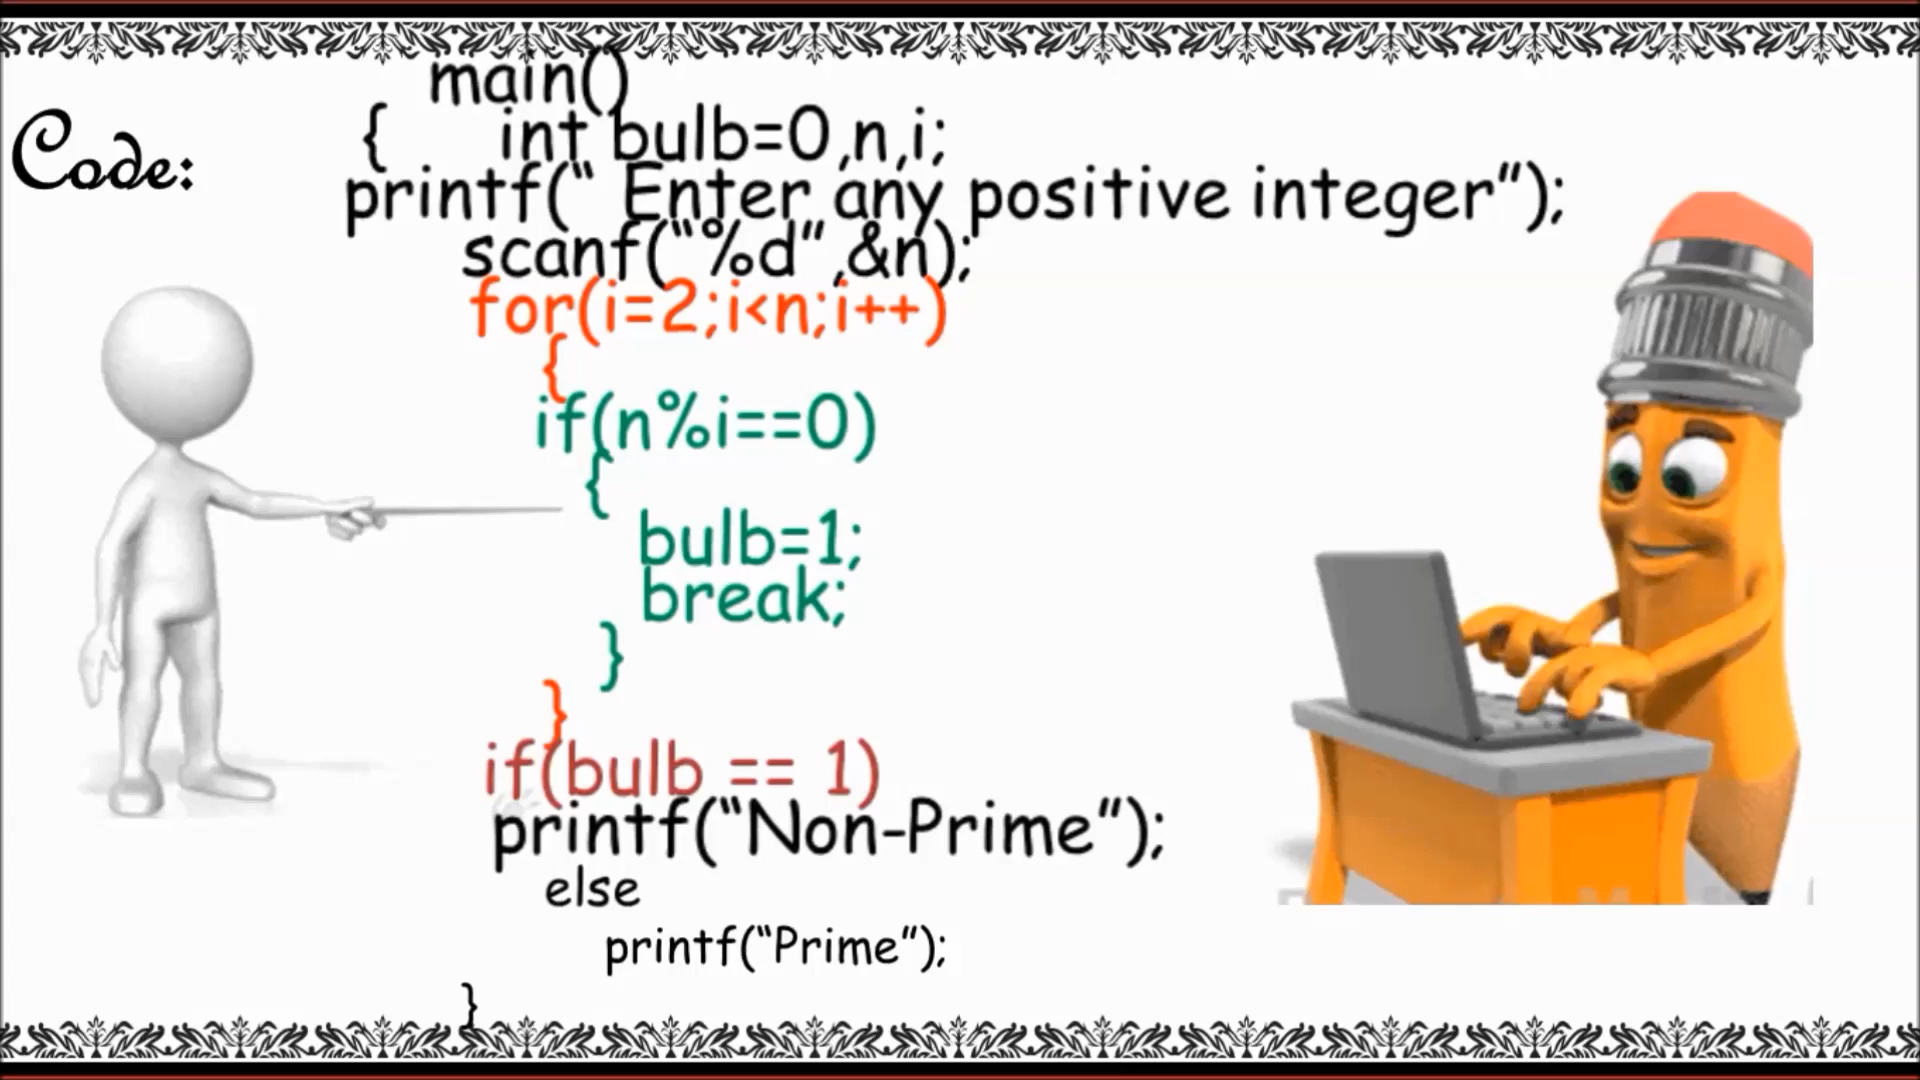 main()
Code:
{ int bulb=0,n,i;
printf(“ Enter any positive integer”);
scanf(“%d”,&n);
for(i=2;i<n;i++)
{
if(n%i==0)
{
bulb=1;
break;
}
}
if(bulb == 1)
printf(“Non-Prime”);
else
printf(“Prime”);
}